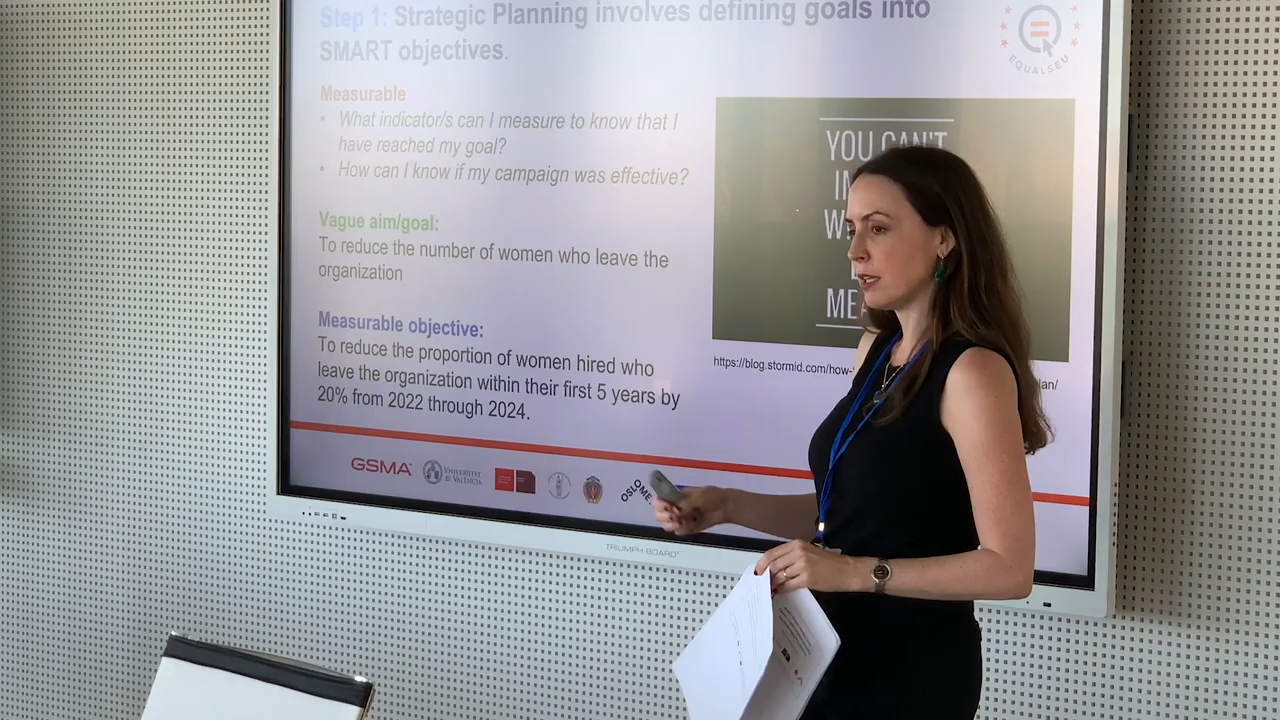 Step 1: Strategic Planning involves defining goals into
SMART objectives.
EQUALSEU
Measurable
• What indicator/s can I measure to know that I
have reached my goal?
• How can I know if my campaign was effective?
Vague aim/goal:
To reduce the number of women who leave the
organization
Measurable objective:
To reduce the proportion of women hired who
leave the organization within their first 5 years by
20% from 2022 through 2024.
YOU CAN'T
https://blog.stormid.com/how-
lan/
GSMA
VNIVERSITAT
DE VALÈNCIA
OSLO
TRIUMPH BOARD